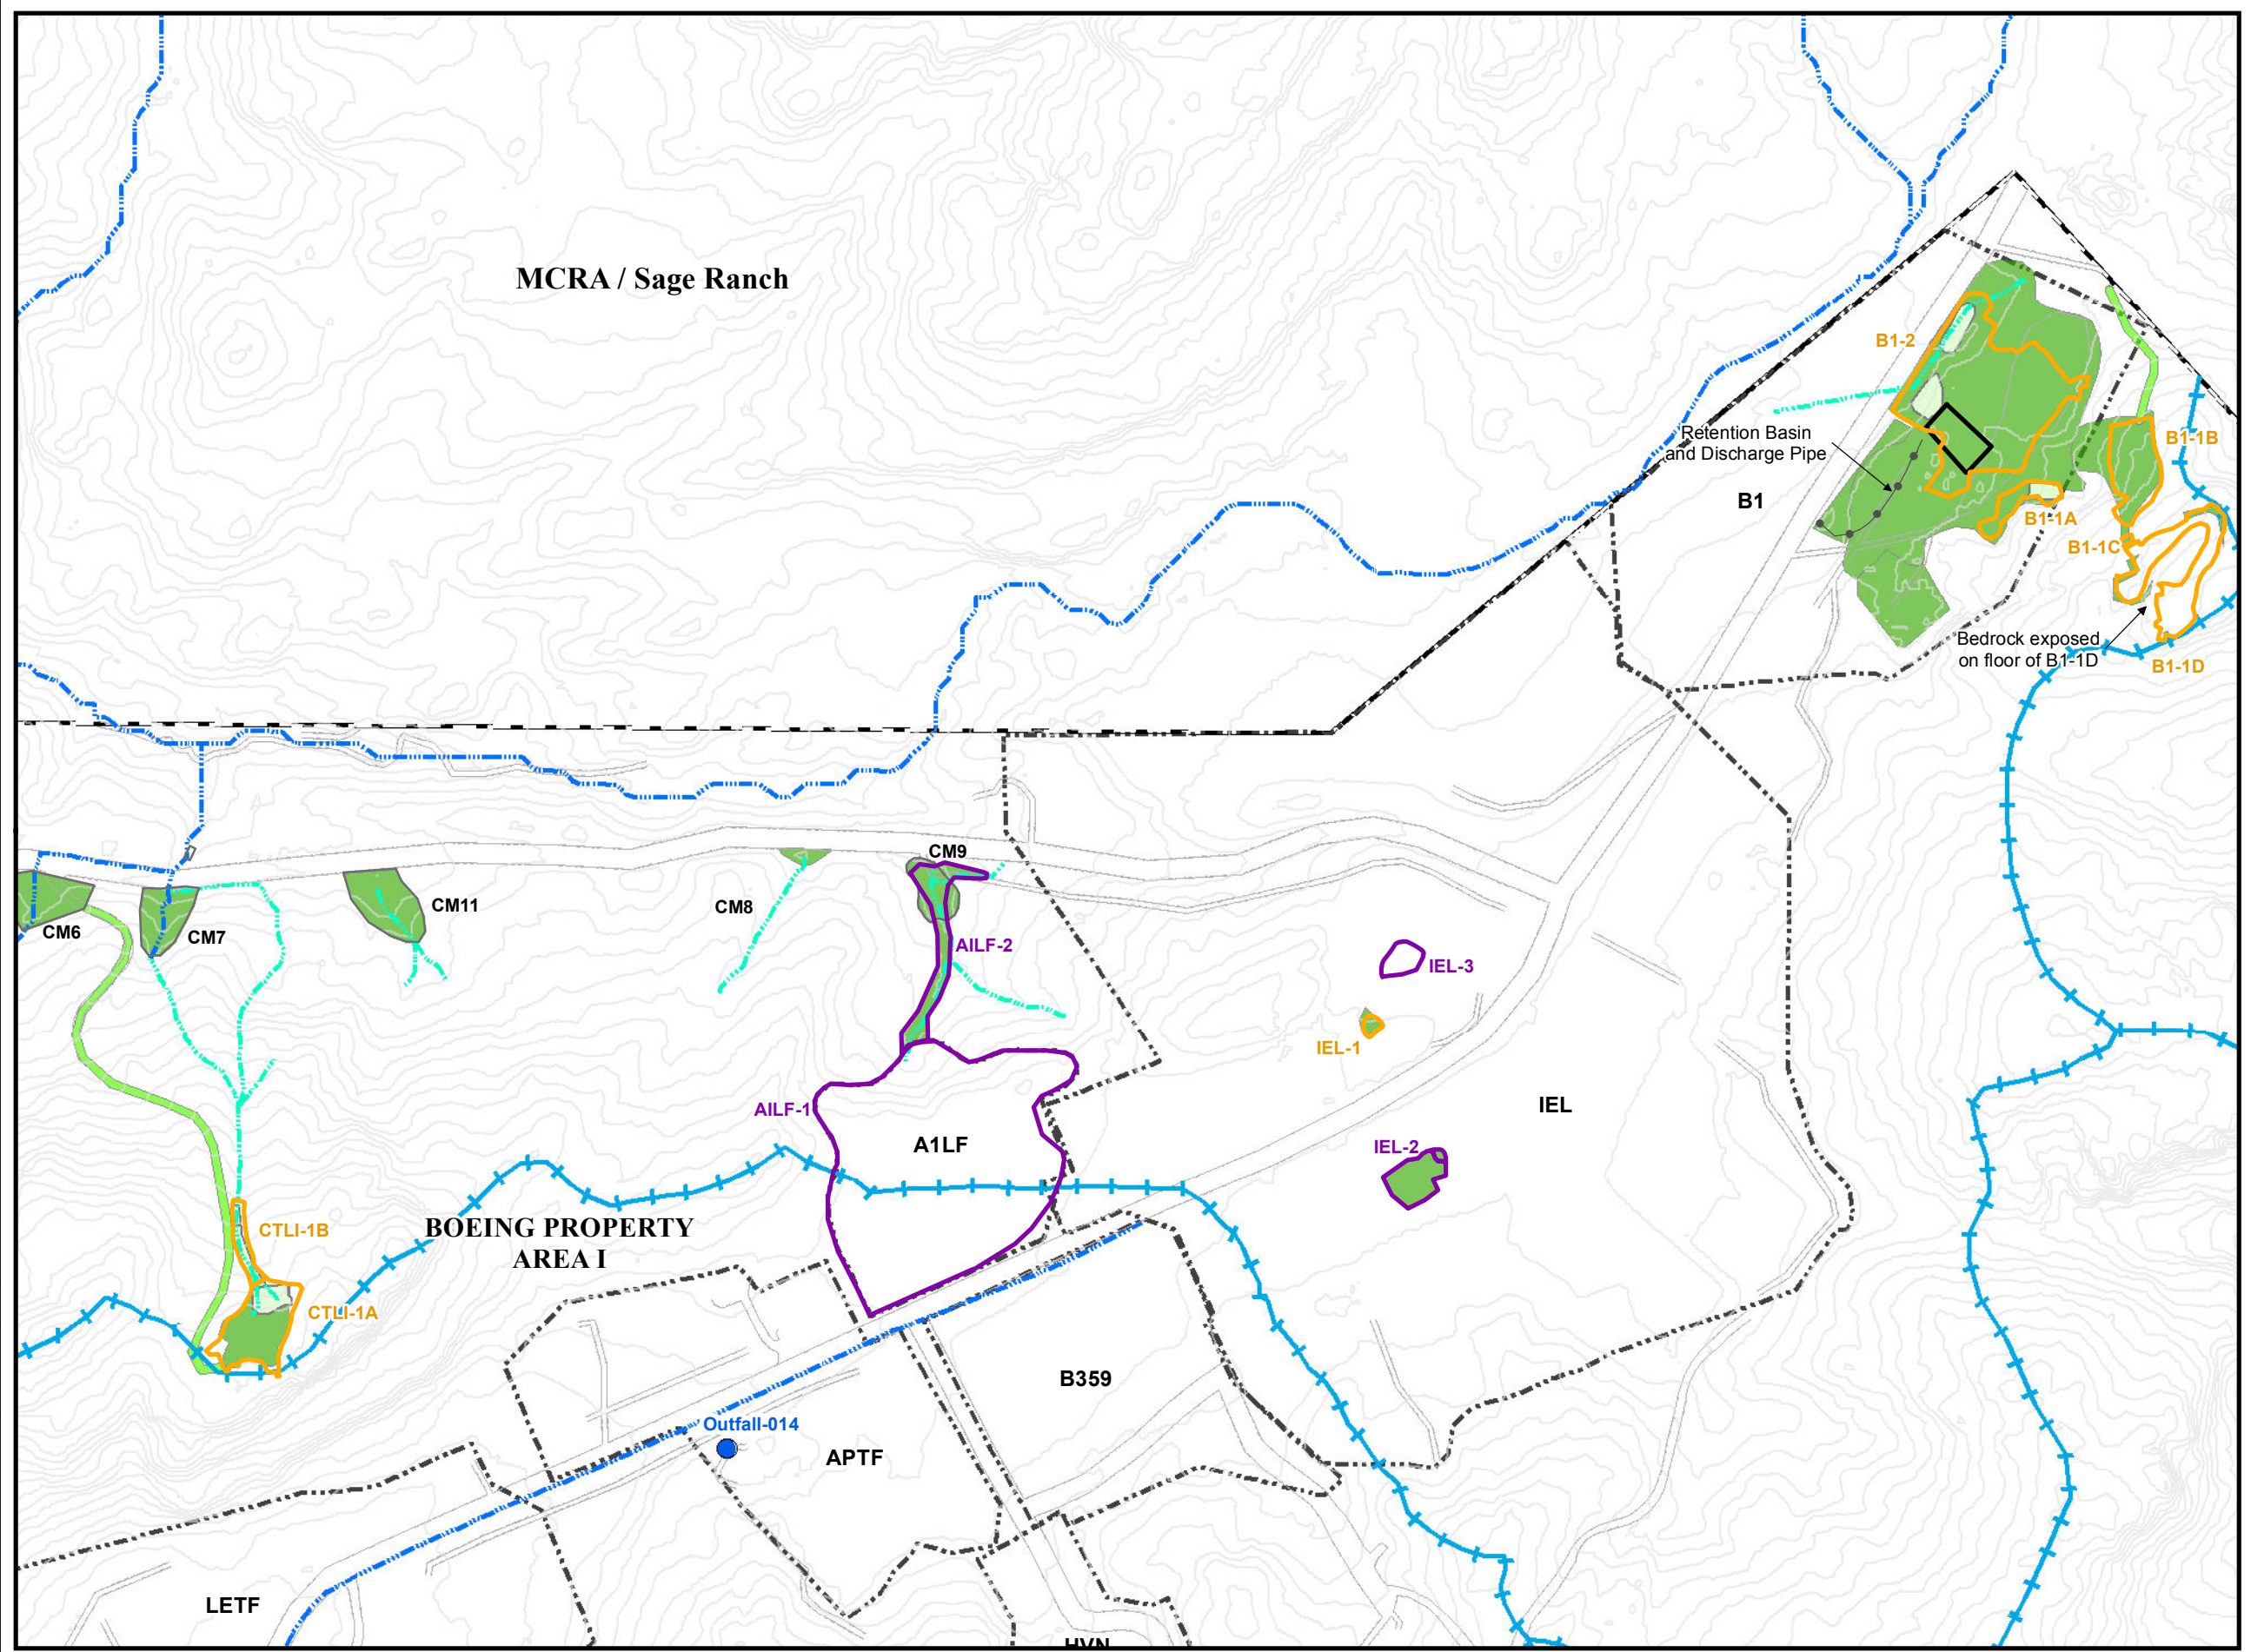 MCRA / Sage Ranch
B1-2
Retention Basin
and Discharge Pipe
B1-1B
B1
B1-1A
B1-1C
Bedrock exposed
on floor of B1-1D
B1-1D
CM9
CM11
CM8
CM6
CM7
AILF-2
IEL-3
IEL-1
AILF-1
IEL
A1LF
IEL-2
BOEING PROPERTY
AREA I
CTLI-1B
CTLI-1A
B359
Outfall-014
APTF
LETF
HVN